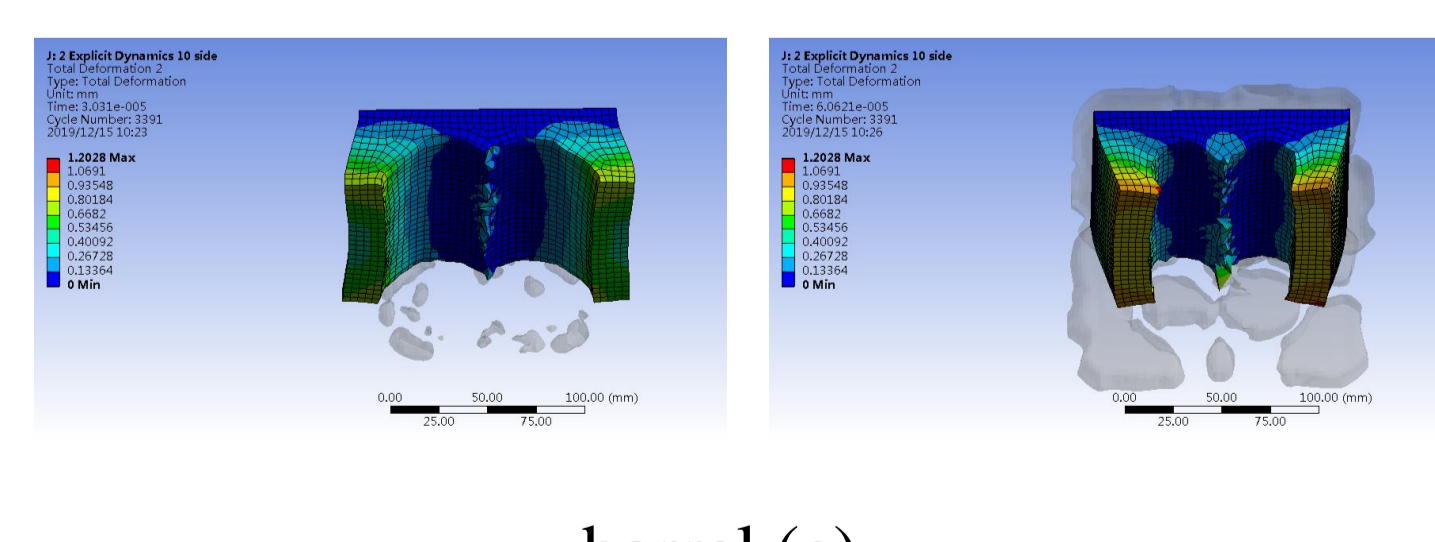 J: 2 Explicit Dynamics 10 side
Total Deformation 2
Type: Total Deformation
Unit: mm
Time: 3.031e-005
Cycle Number: 3391
2019/12/15 10:23
1.2028 Max
1.0691
0.93548
0.80184
0.6682
0.53456
0.40092
0.26728
0.13364
0 Min
0.00 50.00 100.00 (mm)
25.00 75.00
J: 2 Explicit Dynamics 10 side
Total Deformation 2
Type: Total Deformation
Unit: mm
Time: 6.0621e-005
Cycle Number: 3391
2019/12/15 10:26
1.2028 Max
1.0691
0.93548
0.80184
0.6682
0.53456
0.40092
0.26728
0.13364
0 Min
0.00 50.00 100.00 (mm)
25.00 75.00